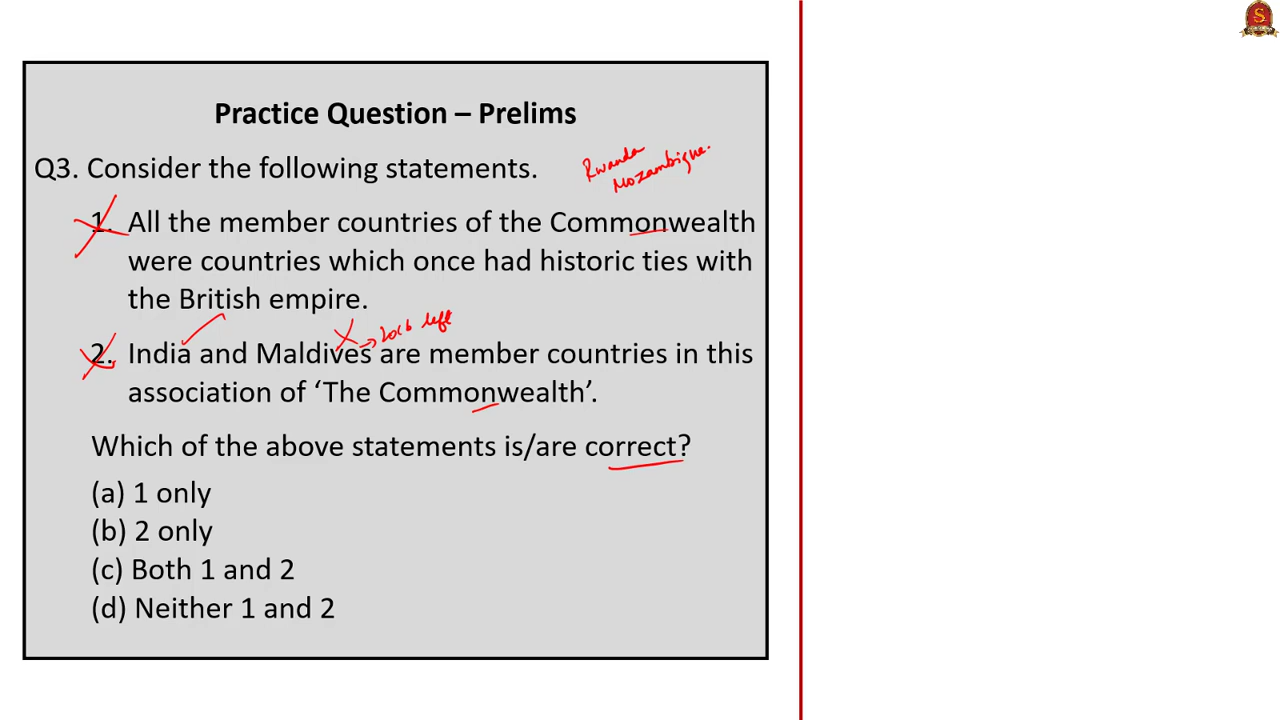 Practice Question – Prelims
Q3. Consider the following statements.
Rwanda
Mozambique.
1. All the member countries of the Commonwealth
were countries which once had historic ties with
the British empire.
→ 2016 left
2. India and Maldives are member countries in this
association of ‘The Commonwealth’.
Which of the above statements is/are correct?
(a) 1 only
(b) 2 only
(c) Both 1 and 2
(d) Neither 1 and 2
S